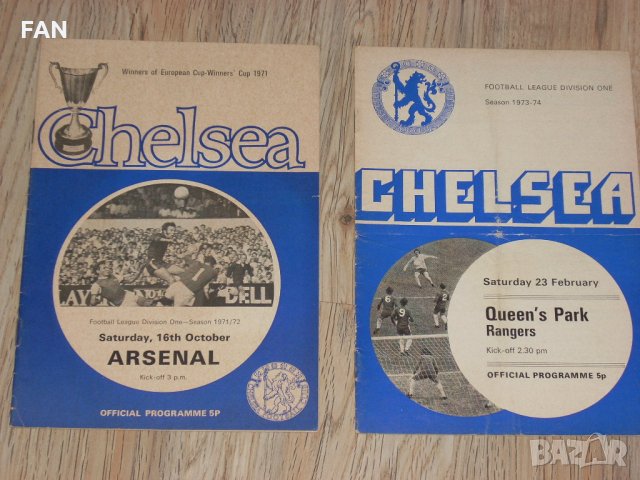 FAN
Winners of European Cup-Winners' Cup 1971
Chelsea
Football League Division One—Season 1971/72
Saturday, 16th October
ARSENAL
Kick-off 3 p.m.
OFFICIAL PROGRAMME 5P
FOOTBALL LEAGUE DIVISION ONE
Season 1973-74
CHELSEA
Saturday 23 February
Queen's Park
Rangers
Kick-off 2.30 pm
OFFICIAL PROGRAMME 5p
BAZAR